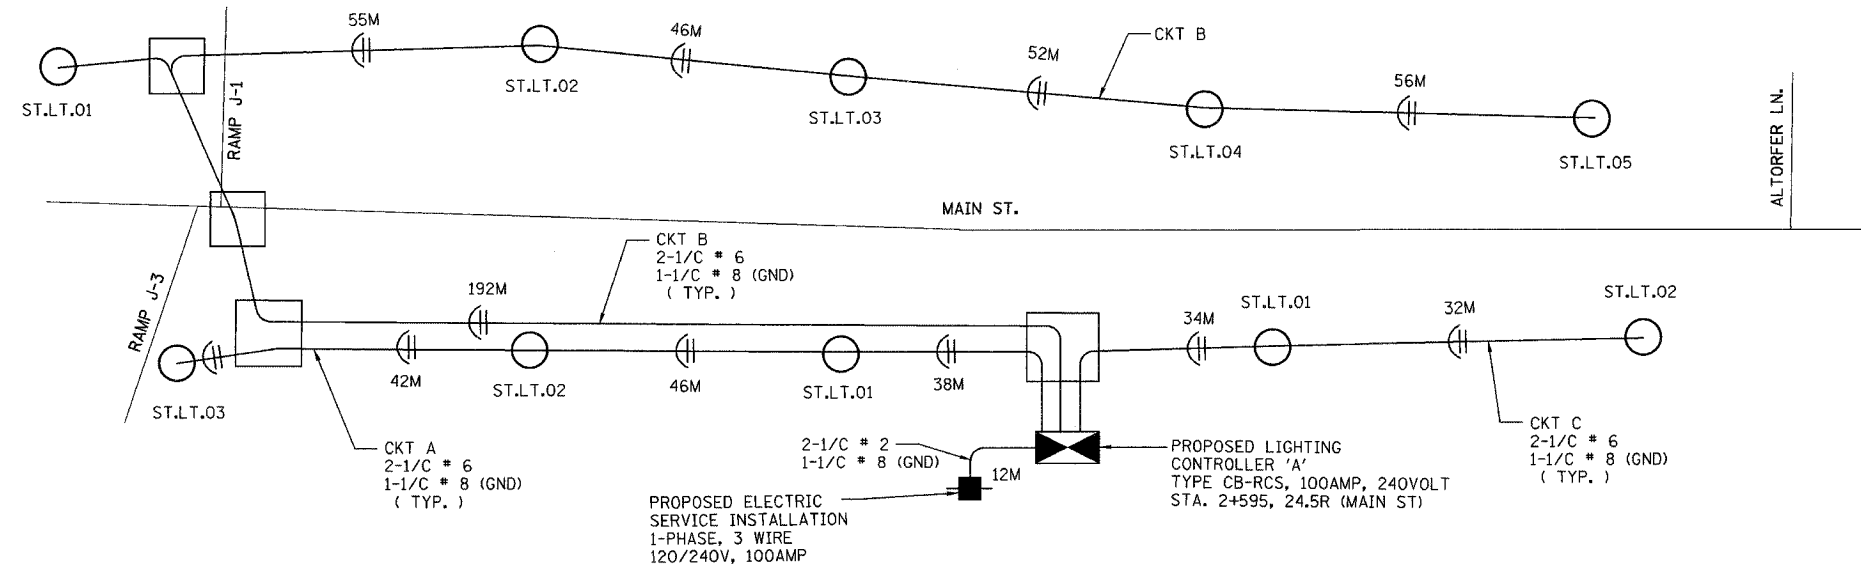 55M
46M
52M
CKT B
56M
ST.LT.01
RAMP J-1
ST.LT.02
ST.LT.03
ST.LT.04
ST.LT.05
ALTORFER LN.
MAIN ST.
RAMP J-3
CKT B
2-1/C # 6
1-1/C # 8 (GND)
( TYP. )
192M
ST.LT.01
ST.LT.02
34M
32M
42M
46M
38M
ST.LT.03
ST.LT.02
ST.LT.01
CKT A
2-1/C # 6
1-1/C # 8 (GND)
( TYP. )
2-1/C # 2
1-1/C # 8 (GND)
12M
PROPOSED ELECTRIC
SERVICE INSTALLATION
1-PHASE, 3 WIRE
120/240V, 100AMP
PROPOSED LIGHTING
CONTROLLER 'A'
TYPE CB-RCS, 100AMP, 240VOLT
STA. 2+595, 24.5R (MAIN ST)
CKT C
2-1/C # 6
1-1/C # 8 (GND)
( TYP. )